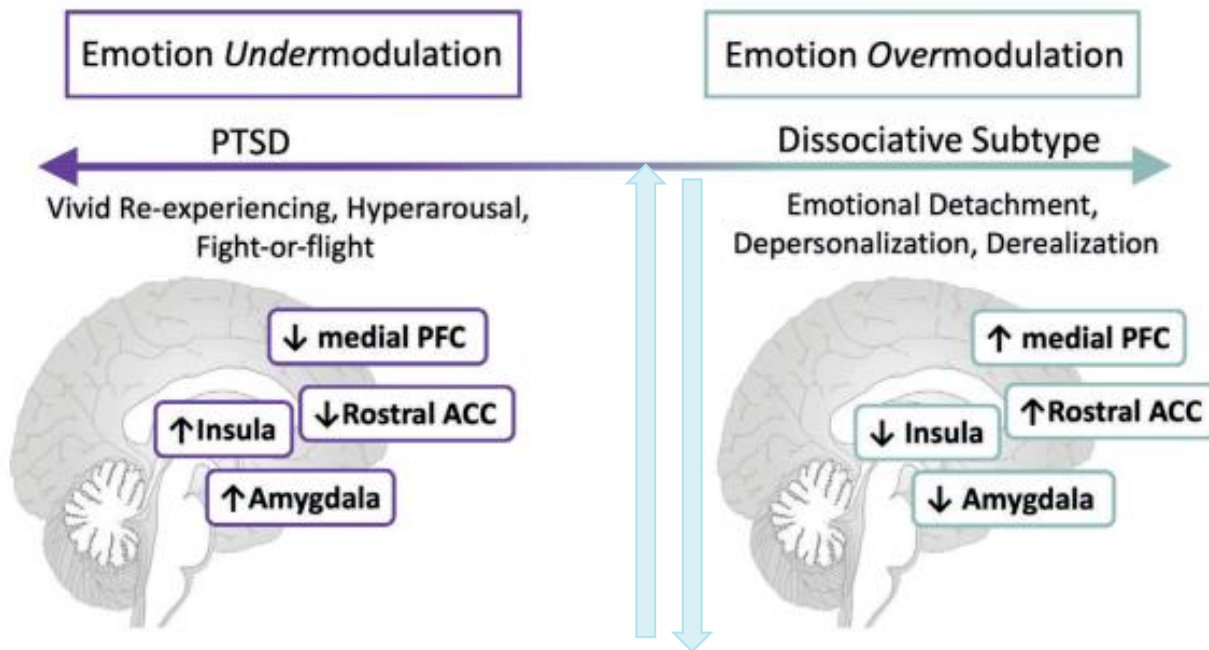 Emotion Undermodulation
Emotion Overmodulation
PTSD
Dissociative Subtype
Vivid Re-experiencing, Hyperarousal,
Fight-or-flight
Emotional Detachment,
Depersonalization, Derealization
↓ medial PFC
↓Rostral ACC
↑Insula
↑Amygdala
↑ medial PFC
↑Rostral ACC
↓ Insula
↓ Amygdala